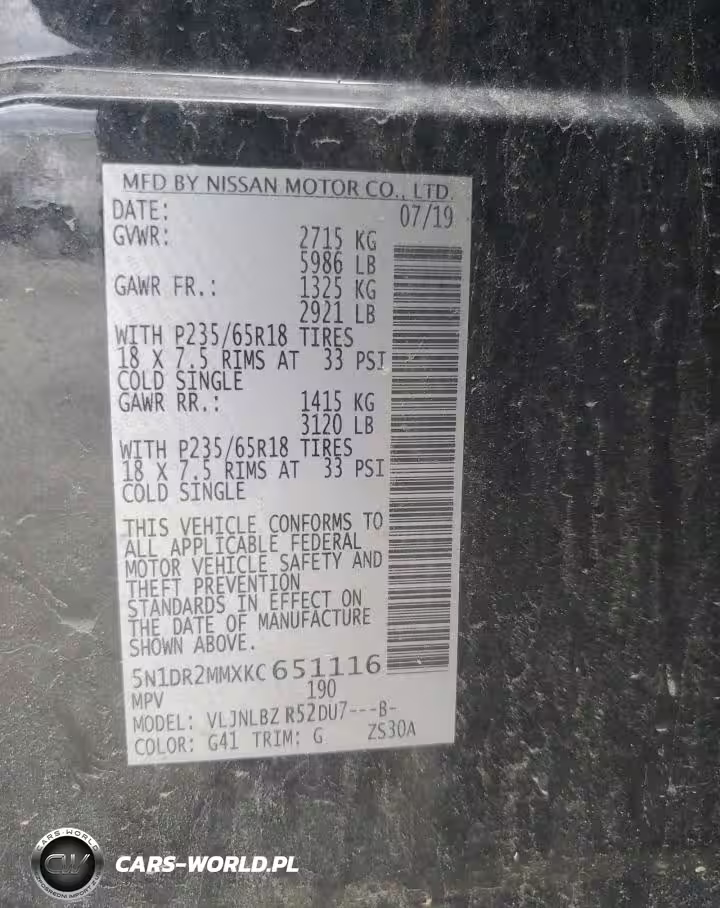 MFD BY NISSAN MOTOR CO., LTD.
DATE: 07/19
GVWR: 2715 KG
5986 LB
GAWR FR.: 1325 KG
2921 LB
WITH P235/65R18 TIRES
18 X 7.5 RIMS AT 33 PSI
COLD SINGLE
GAWR RR.: 1415 KG
3120 LB
WITH P235/65R18 TIRES
18 X 7.5 RIMS AT 33 PSI
COLD SINGLE
THIS VEHICLE CONFORMS TO
ALL APPLICABLE FEDERAL
MOTOR VEHICLE SAFETY AND
THEFT PREVENTION
STANDARDS IN EFFECT ON
THE DATE OF MANUFACTURE
SHOWN ABOVE.
5N1DR2MMXKC651116
MPV 190
MODEL: VLJNLBZ R52DU7---B-
COLOR: G41 TRIM: G ZS30A
CARS-WORLD
CW
CARS-WORLD.PL